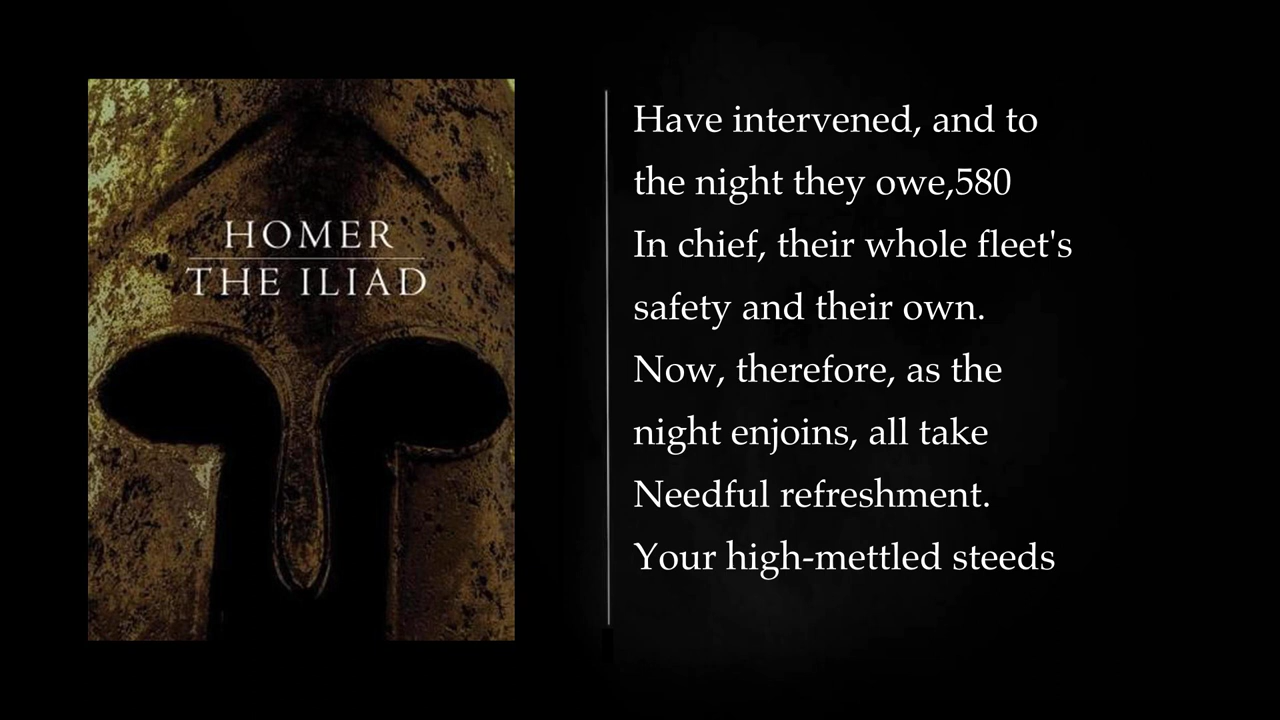 HOMER
THE ILIAD
Have intervened, and to
the night they owe,580
In chief, their whole fleet's
safety and their own.
Now, therefore, as the
night enjoins, all take
Needful refreshment.
Your high-mettled steeds